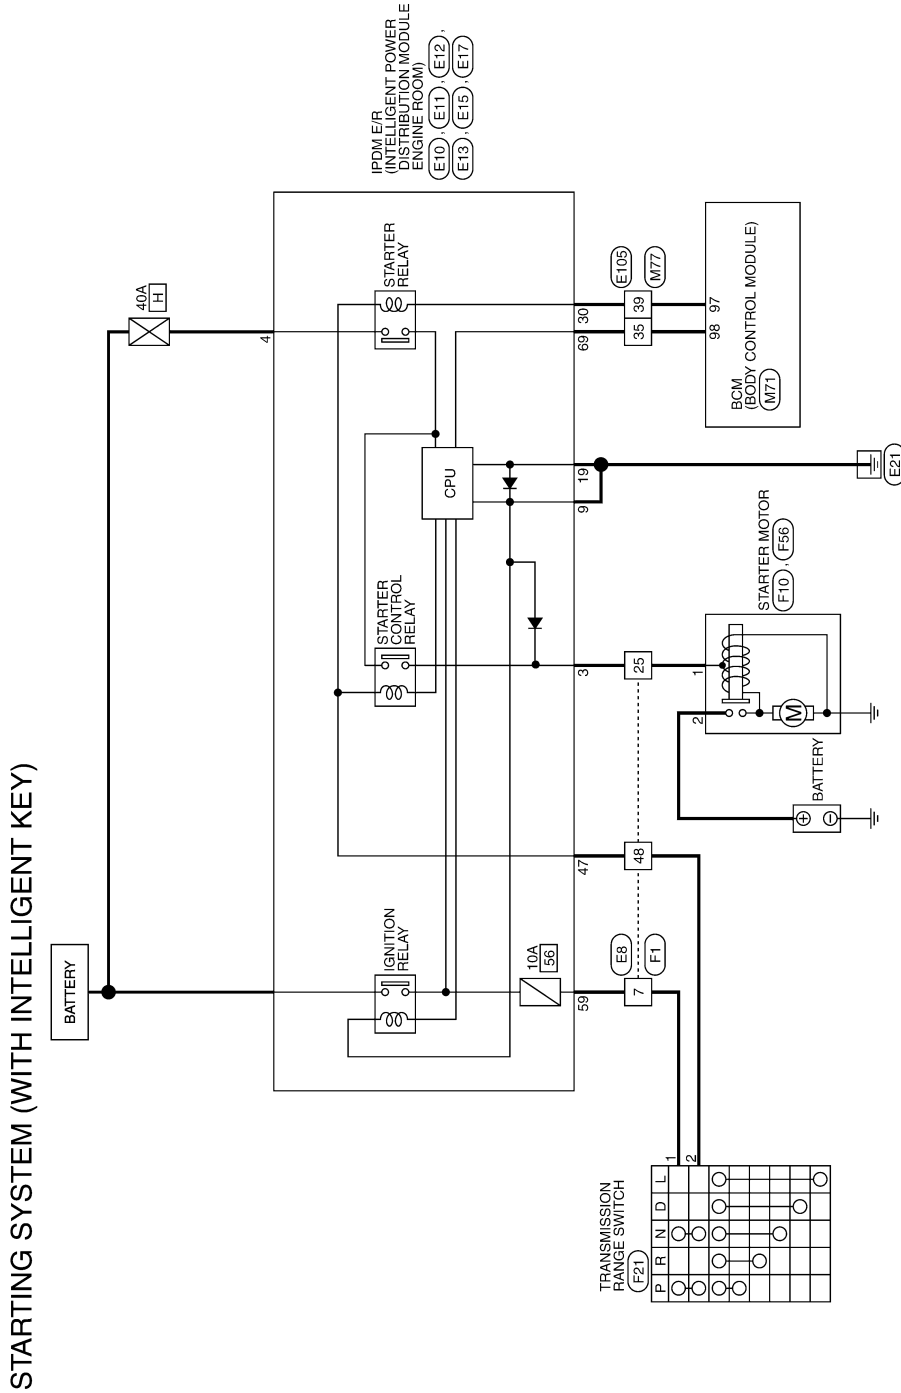 STARTING SYSTEM (WITH INTELLIGENT KEY)
BATTERY
40A
H
4
IPDM E/R
(INTELLIGENT POWER
DISTRIBUTION MODULE
ENGINE ROOM)
E10 , E11 , E12 ,
E13 , E15 , E17
IGNITION
RELAY
STARTER
CONTROL
RELAY
STARTER
RELAY
CPU
10A
56
59
47
3
9
19
69
30
E8
F1
7
48
25
35
39
E105
M77
TRANSMISSION
RANGE SWITCH
F21
1
2
P R N D L
BATTERY
+
−
2
1
M
STARTER MOTOR
F10 , F56
E21
98
97
BCM
(BODY CONTROL MODULE)
M71